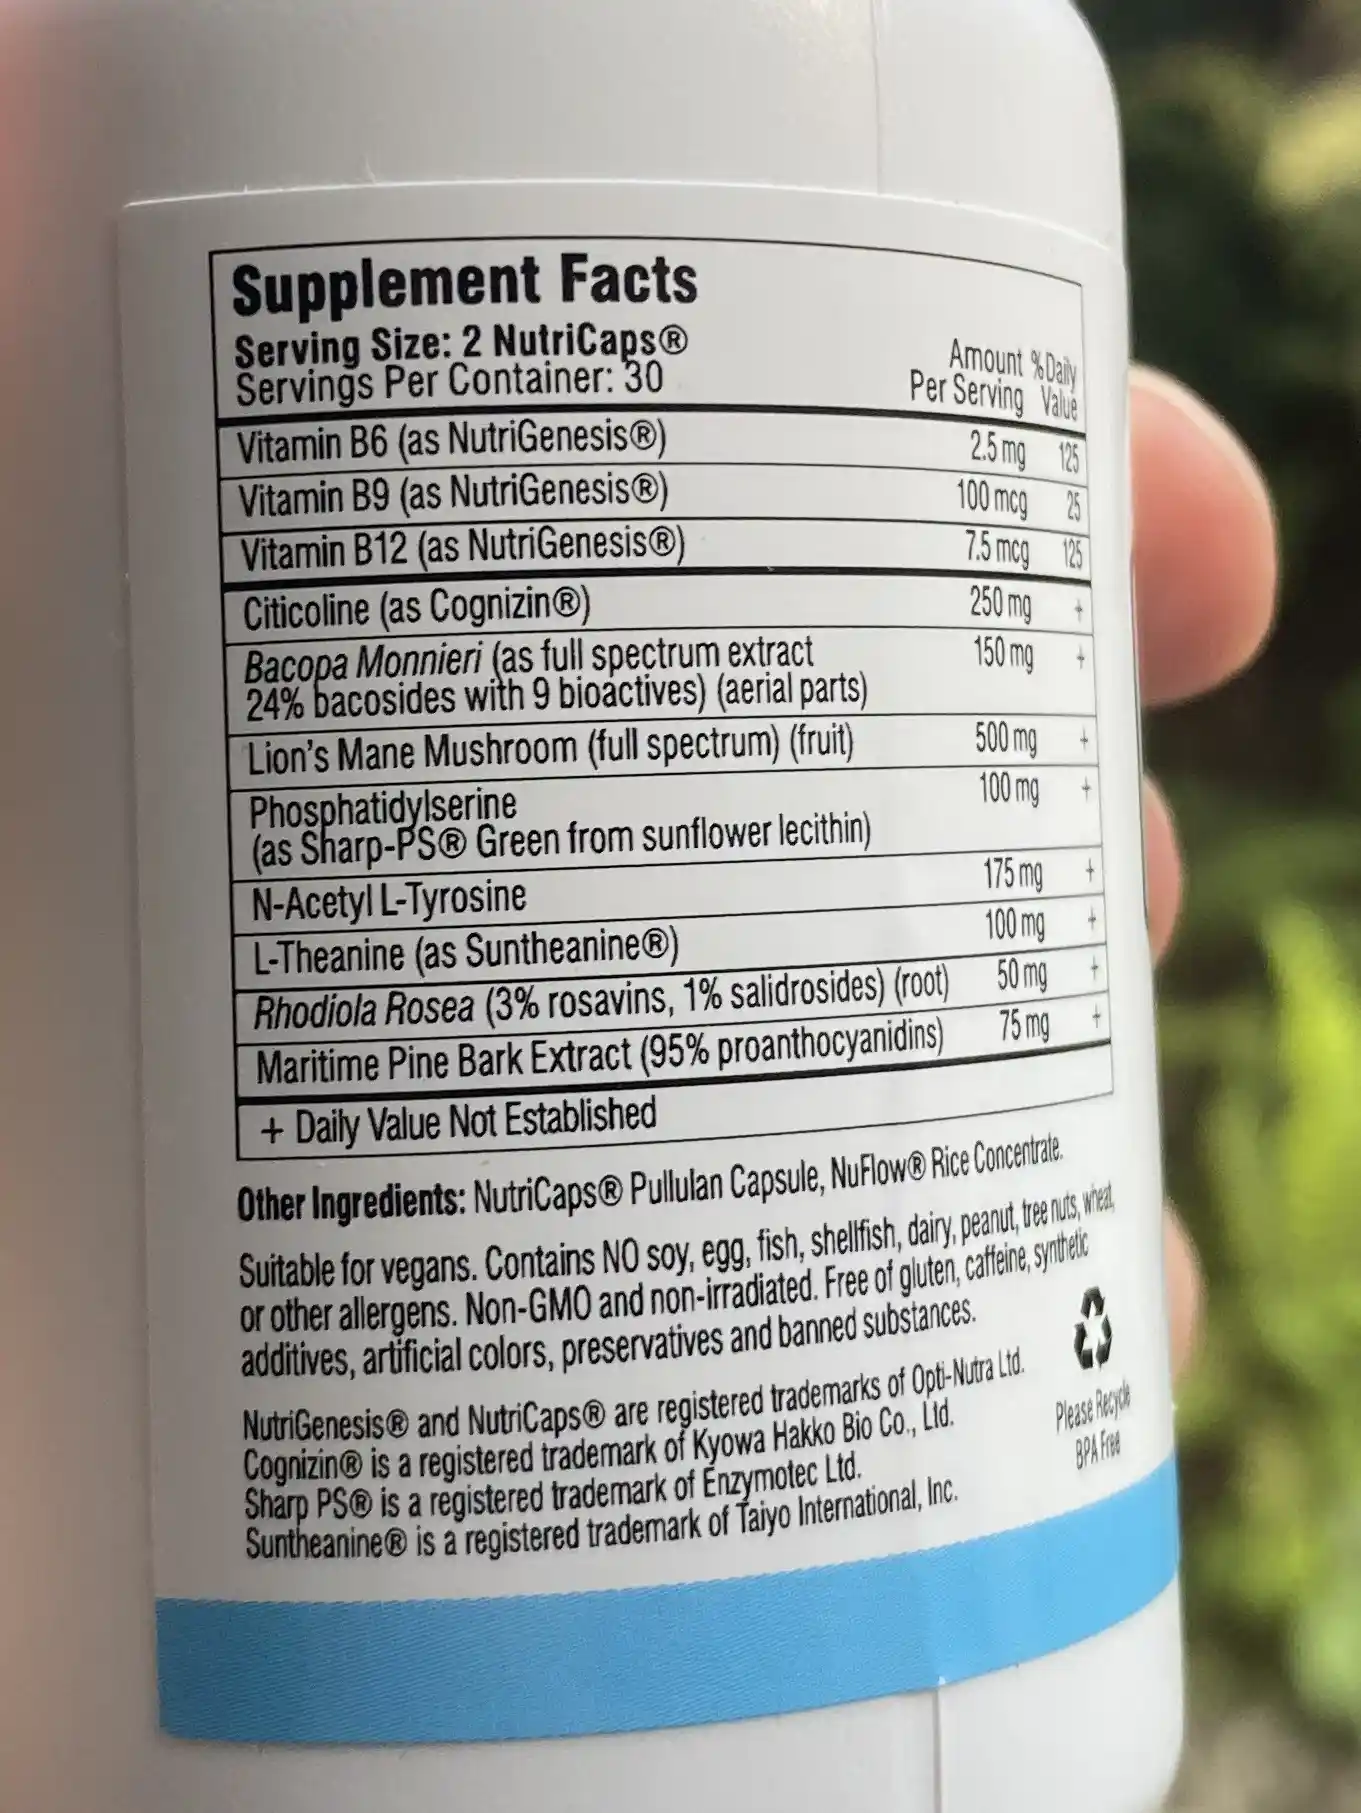 Supplement Facts
Serving Size: 2 NutriCaps®
Servings Per Container: 30
Amount Per Serving % Daily Value
Vitamin B6 (as NutriGenesis®) 2.5 mg 125
Vitamin B9 (as NutriGenesis®) 100 mcg 25
Vitamin B12 (as NutriGenesis®) 7.5 mcg 125
Citicoline (as Cognizin®) 250 mg +
Bacopa Monnieri (as full spectrum extract 150 mg +
24% bacosides with 9 bioactives) (aerial parts)
Lion's Mane Mushroom (full spectrum) (fruit) 500 mg +
Phosphatidylserine 100 mg +
(as Sharp-PS® Green from sunflower lecithin)
N-Acetyl L-Tyrosine 175 mg +
L-Theanine (as Suntheanine®) 100 mg +
Rhodiola Rosea (3% rosavins, 1% salidrosides) (root) 50 mg +
Maritime Pine Bark Extract (95% proanthocyanidins) 75 mg +
+ Daily Value Not Established
Other Ingredients: NutriCaps® Pullulan Capsule, NuFlow® Rice Concentrate.
Suitable for vegans. Contains NO soy, egg, fish, shellfish, dairy, peanut, tree nuts, wheat,
or other allergens. Non-GMO and non-irradiated. Free of gluten, caffeine, synthetic
additives, artificial colors, preservatives and banned substances.
NutriGenesis® and NutriCaps® are registered trademarks of Opti-Nutra Ltd.
Cognizin® is a registered trademark of Kyowa Hakko Bio Co., Ltd.
Sharp PS® is a registered trademark of Enzymotec Ltd.
Suntheanine® is a registered trademark of Taiyo International, Inc.
Please Recycle
BPA Free